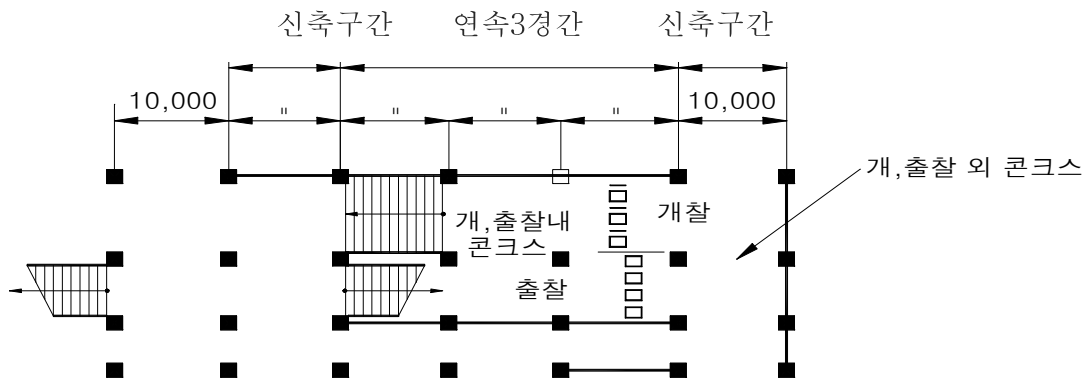 신축구간 연속3경간 신축구간
10,000 " " " " 10,000
개,출찰 외 콘크스
개,출찰내
콘크스
개찰
출찰